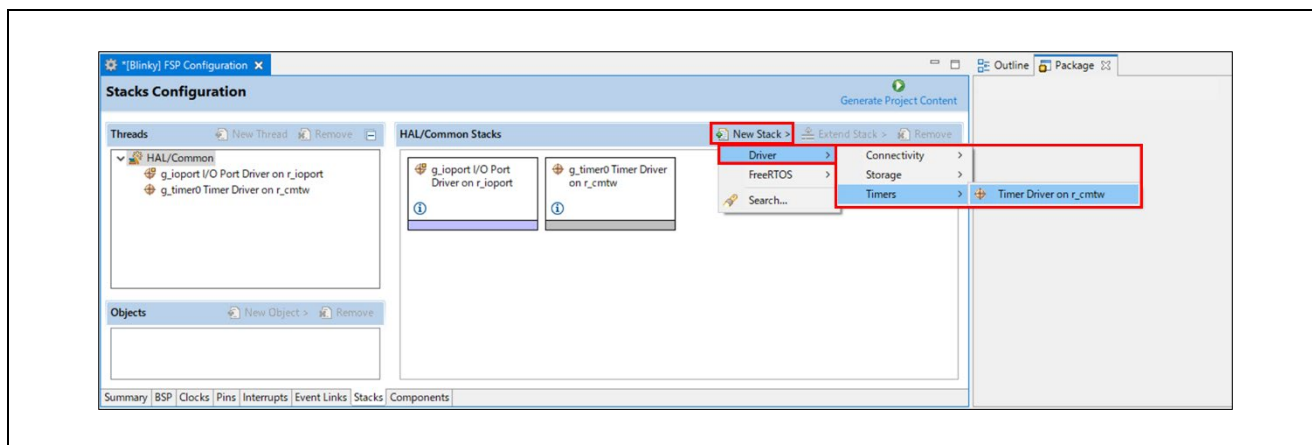 *[Blinky] FSP Configuration
Outline Package
Stacks Configuration
Generate Project Content
Threads New Thread Remove
HAL/Common
g_ioport I/O Port Driver on r_ioport
g_timer0 Timer Driver on r_cmtw
HAL/Common Stacks New Stack > Extend Stack > Remove
g_ioport I/O Port
Driver on r_ioport
g_timer0 Timer Driver
on r_cmtw
Driver >
FreeRTOS >
Search...
Connectivity >
Storage >
Timers >
Timer Driver on r_cmtw
Objects New Object > Remove
Summary BSP Clocks Pins Interrupts Event Links Stacks Components